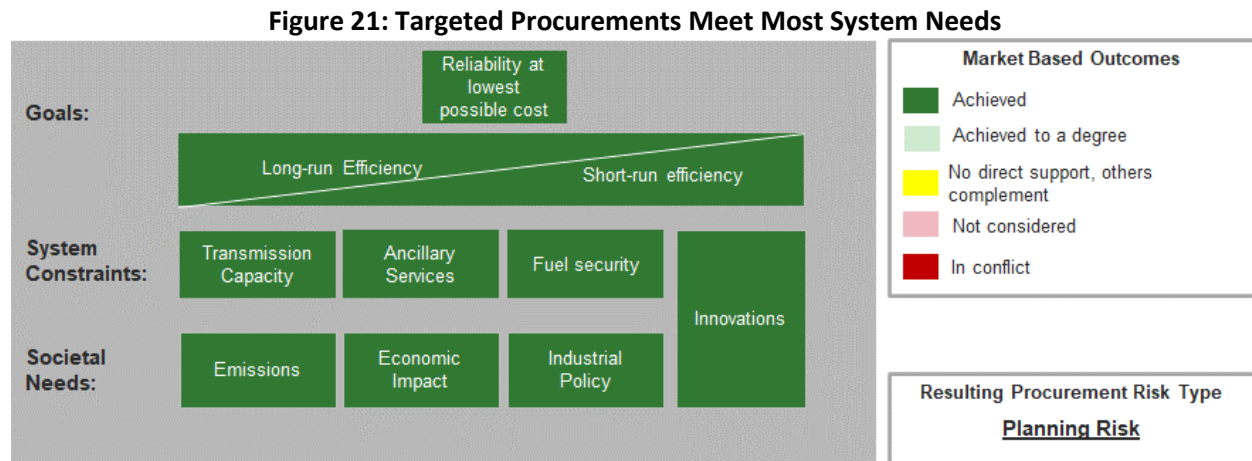 Figure 21: Targeted Procurements Meet Most System Needs
Goals:
Reliability at
lowest
possible cost
Long-run Efficiency
Short-run efficiency
System
Constraints:
Transmission
Capacity
Ancillary
Services
Fuel security
Innovations
Societal
Needs:
Emissions
Economic
Impact
Industrial
Policy
Market Based Outcomes
Achieved
Achieved to a degree
No direct support, others
complement
Not considered
In conflict
Resulting Procurement Risk Type
Planning Risk